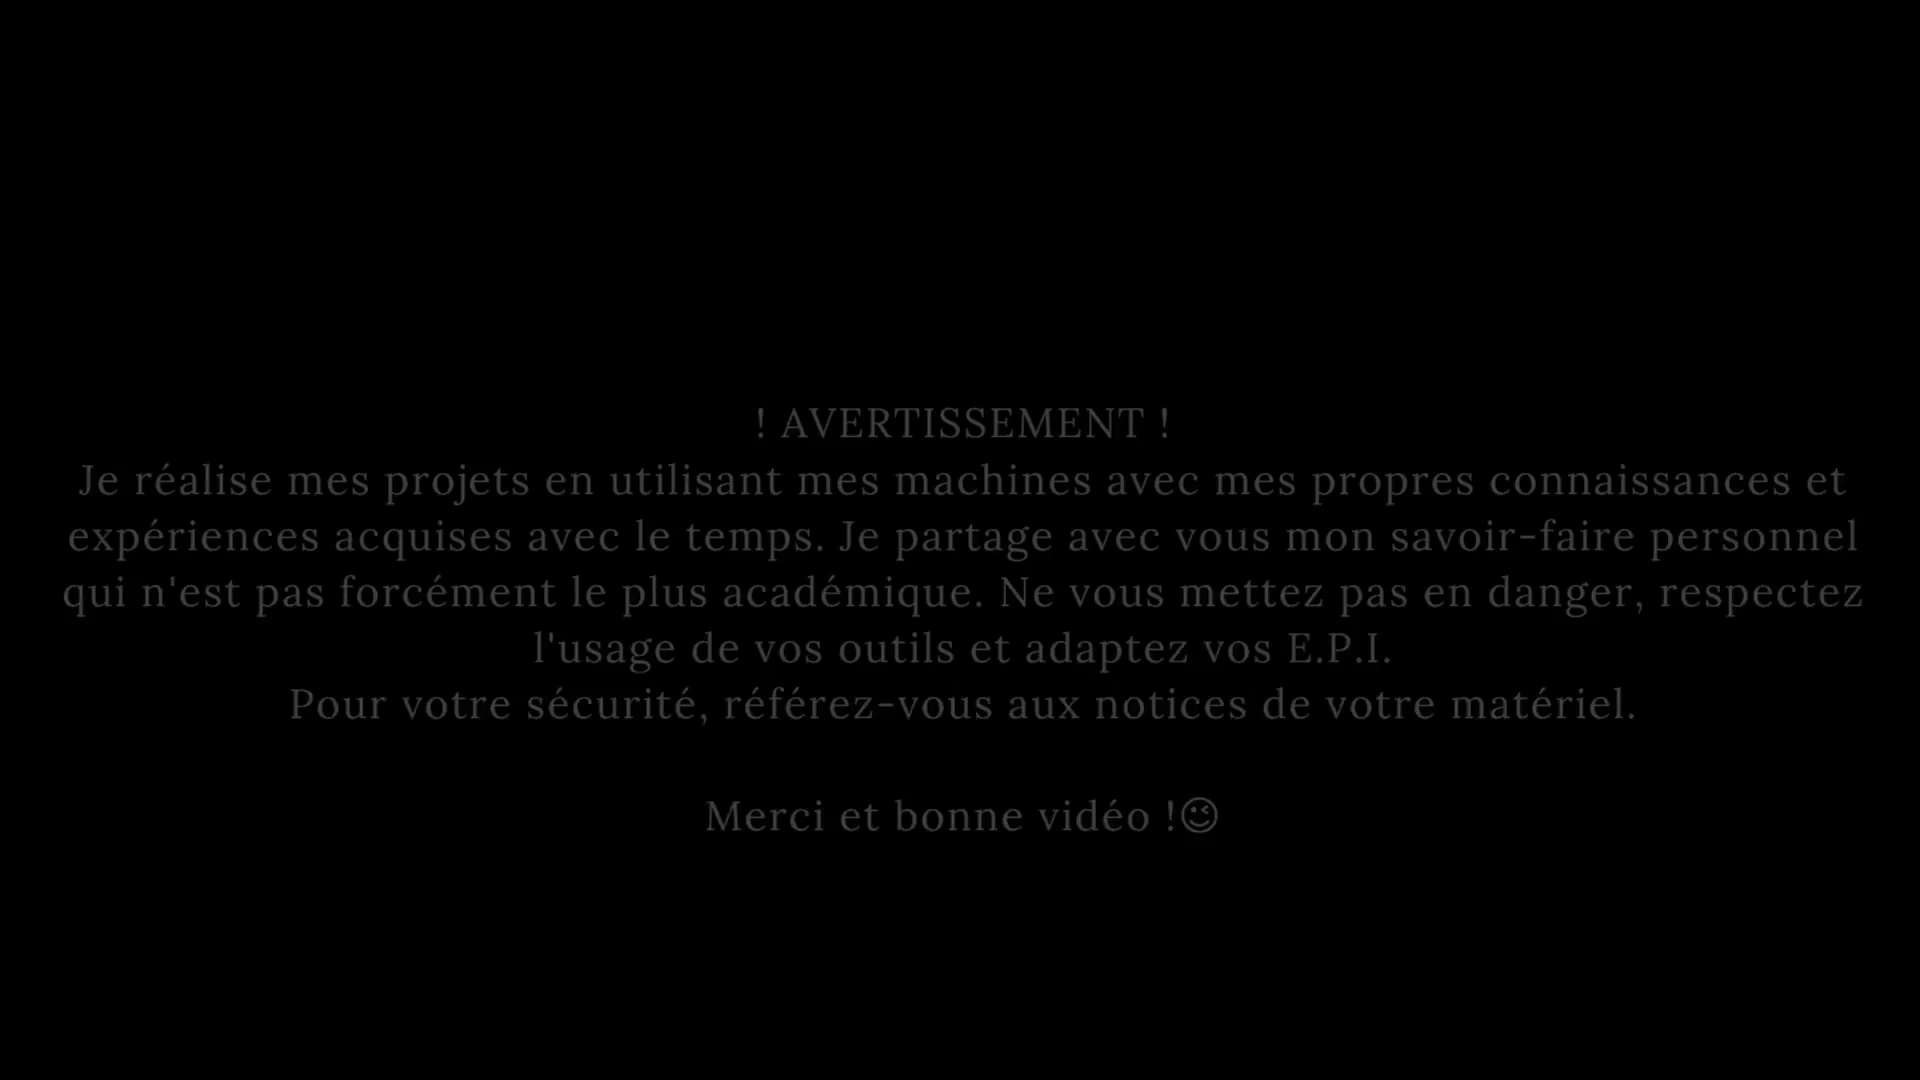 ! AVERTISSEMENT !
Je réalise mes projets en utilisant mes machines avec mes propres connaissances et
expériences acquises avec le temps. Je partage avec vous mon savoir-faire personnel
qui n'est pas forcément le plus académique. Ne vous mettez pas en danger, respectez
l'usage de vos outils et adaptez vos E.P.I.
Pour votre sécurité, référez-vous aux notices de votre matériel.
Merci et bonne vidéo !😉